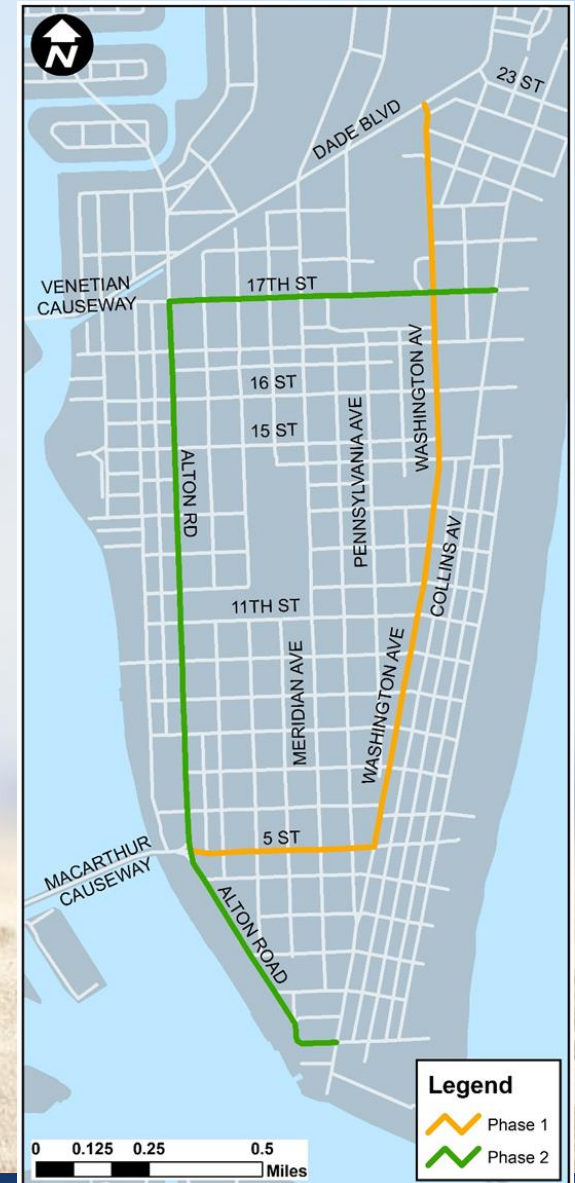 N
23 ST
DADE BLVD
VENETIAN
CAUSEWAY
17TH ST
WASHINGTON AV
16 ST
15 ST
PENNSYLVANIA AVE
ALTON RD
COLLINS AV
11TH ST
MERIDIAN AVE
WASHINGTON AVE
5 ST
MACARTHUR
CAUSEWAY
ALTON ROAD
Legend
Phase 1
Phase 2
0 0.125 0.25 0.5
Miles